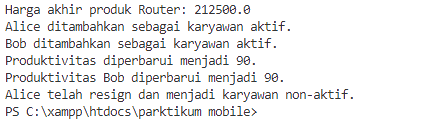 Harga akhir produk Router: 212500.0
Alice ditambahkan sebagai karyawan aktif.
Bob ditambahkan sebagai karyawan aktif.
Produktivitas diperbarui menjadi 90.
Produktivitas Bob diperbarui menjadi 90.
Alice telah resign dan menjadi karyawan non-aktif.
PS C:\xampp\htdocs\parktikum mobile>